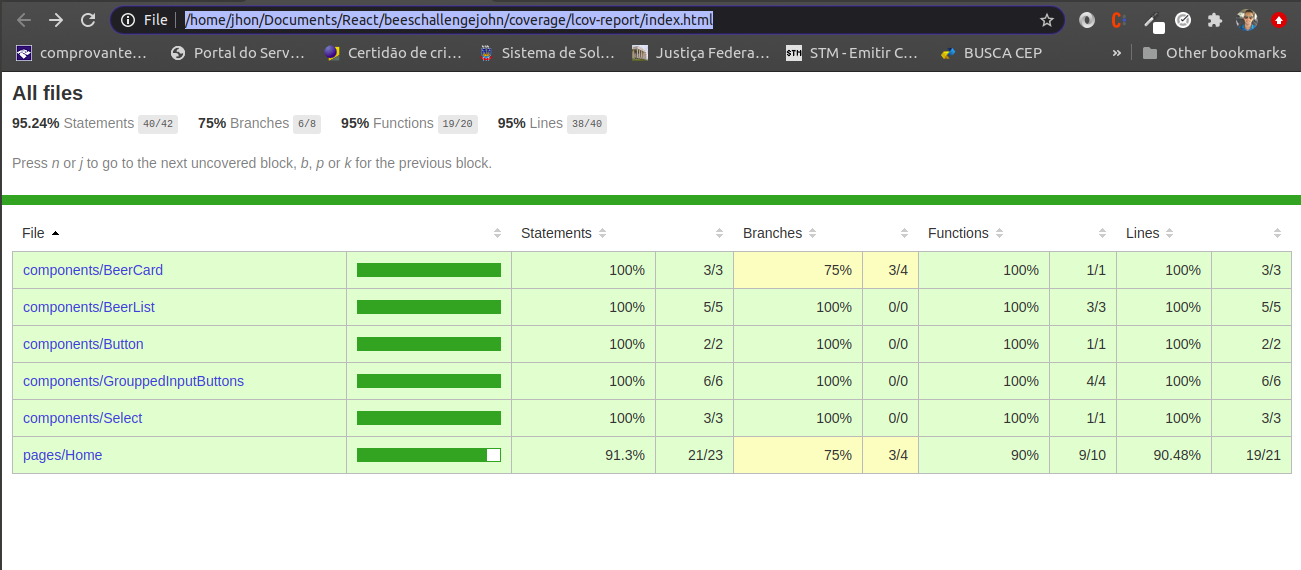 File /home/jhon/Documents/React/beeschallengejohn/coverage/lcov-report/index.html
comprovante... Portal do Serv... Certidão de cri... Sistema de Sol... Justiça Federa... STM STM - Emitir C... BUSCA CEP » Other bookmarks
All files
95.24% Statements 40/42 75% Branches 6/8 95% Functions 19/20 95% Lines 38/40
Press n or j to go to the next uncovered block, b, p or k for the previous block.
File Statements Branches Functions Lines
components/BeerCard 100% 3/3 75% 3/4 100% 1/1 100% 3/3
components/BeerList 100% 5/5 100% 0/0 100% 3/3 100% 5/5
components/Button 100% 2/2 100% 0/0 100% 1/1 100% 2/2
components/GrouppedInputButtons 100% 6/6 100% 0/0 100% 4/4 100% 6/6
components/Select 100% 3/3 100% 0/0 100% 1/1 100% 3/3
pages/Home 91.3% 21/23 75% 3/4 90% 9/10 90.48% 19/21